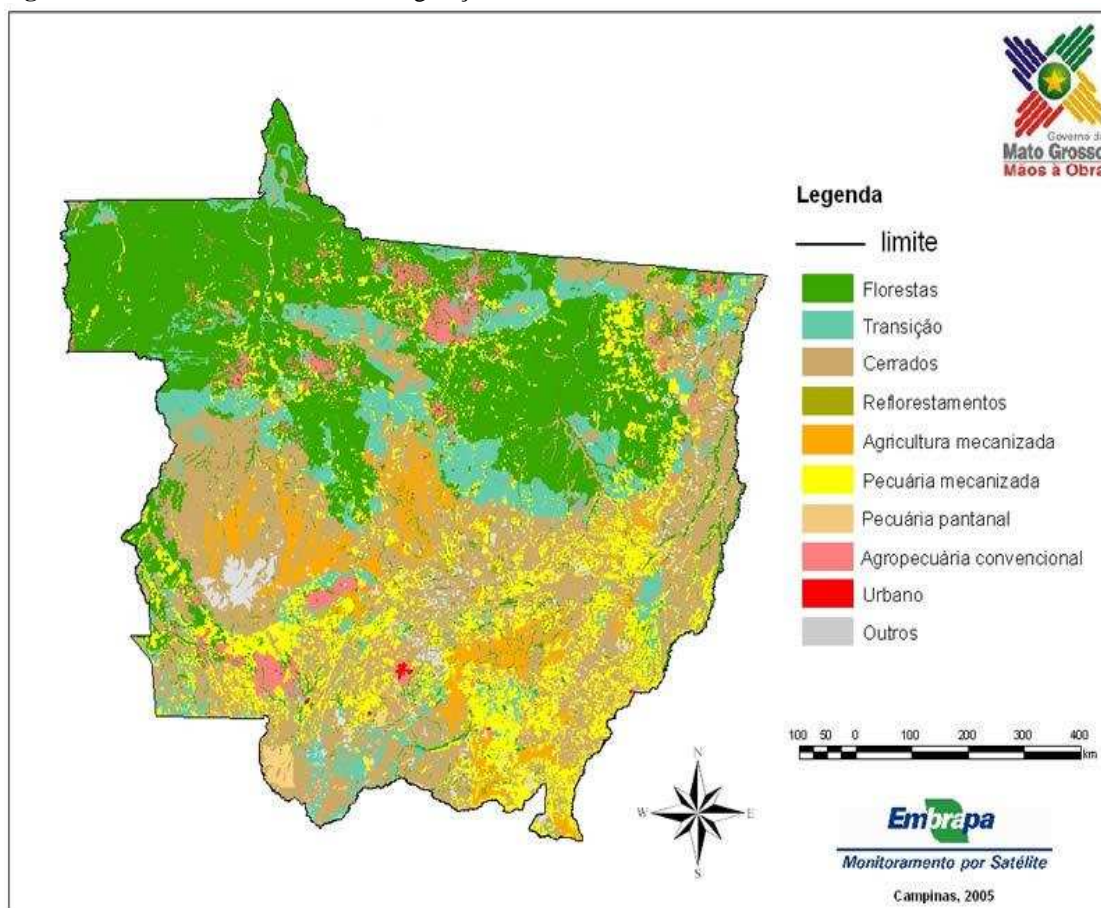 Governo de
Mato Grosso
Mãos à Obra
Legenda
limite
Florestas
Transição
Cerrados
Reflorestamentos
Agricultura mecanizada
Pecuária mecanizada
Pecuária pantanal
Agropecuária convencional
Urbano
Outros
100 50 0 100 200 300 400
km
N
W E
S
Embrapa
Monitoramento por Satélite
Campinas, 2005